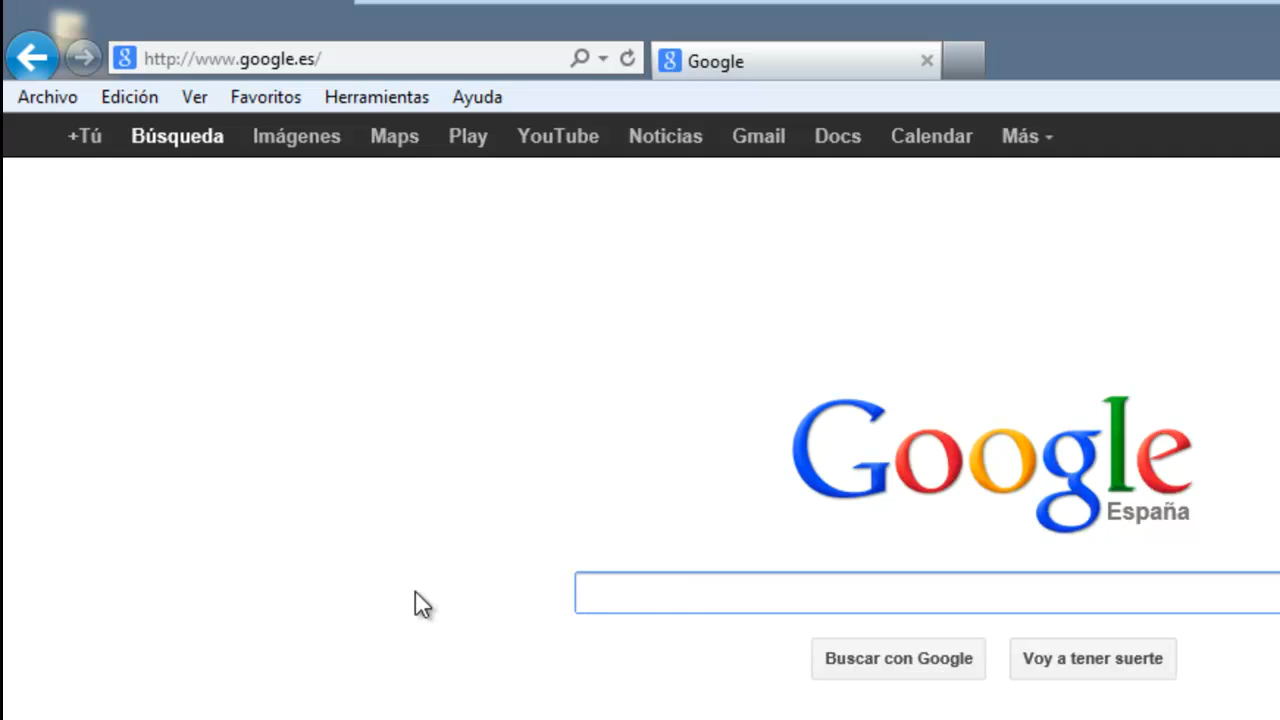 http://www.google.es/
Google
Archivo Edición Ver Favoritos Herramientas Ayuda
+Tú Búsqueda Imágenes Maps Play YouTube Noticias Gmail Docs Calendar Más
Google
España
Buscar con Google Voy a tener suerte